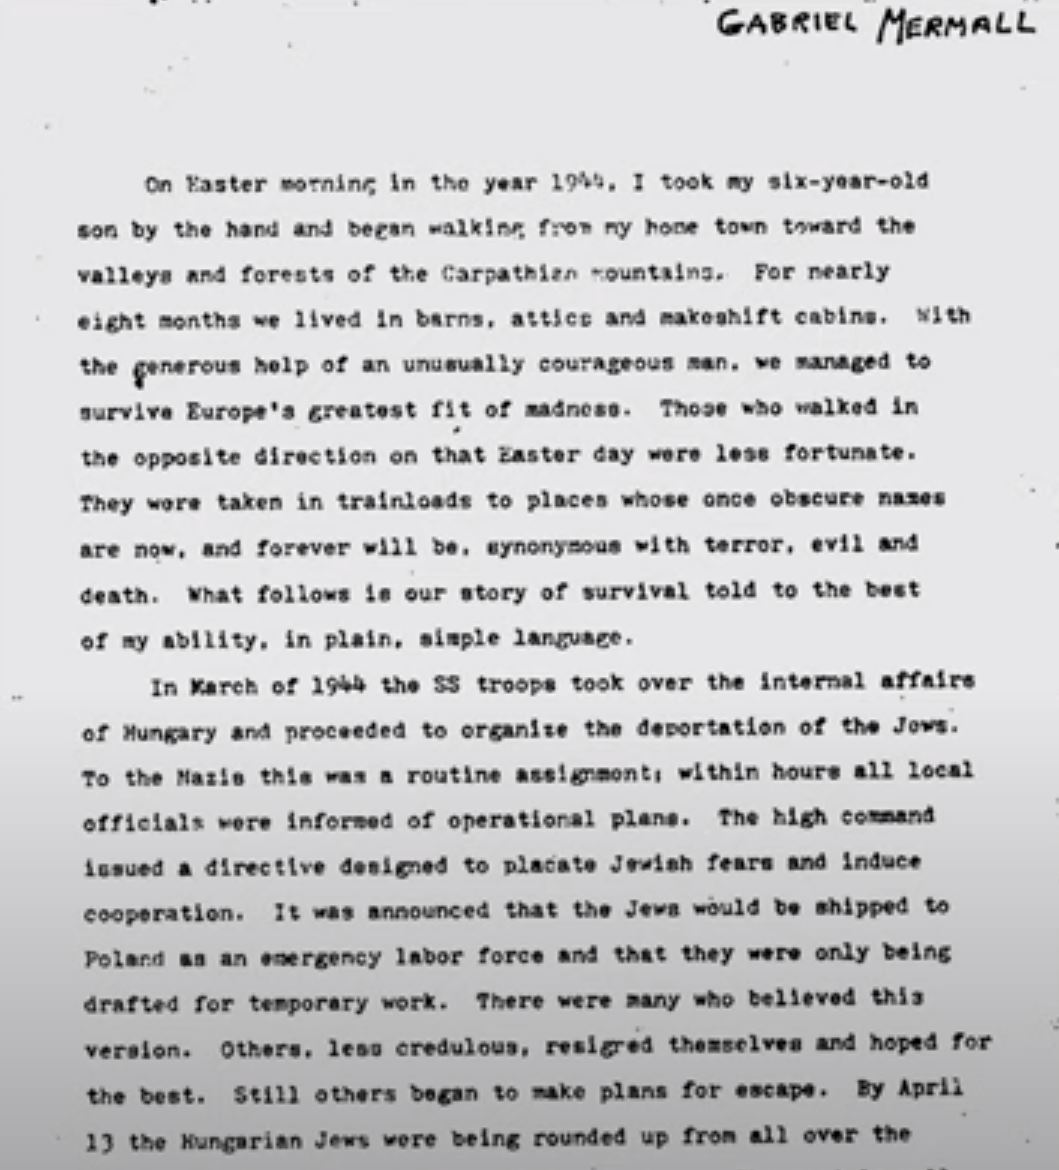 GABRIEL MERMALL
On Easter morning in the year 1944, I took my six-year-old
son by the hand and began walking from my home town toward the
valleys and forests of the Carpathian mountains. For nearly
eight months we lived in barns, attics and makeshift cabins. With
the generous help of an unusually courageous man, we managed to
survive Europe's greatest fit of madness. Those who walked in
the opposite direction on that Easter day were less fortunate.
They were taken in trainloads to places whose once obscure names
are now, and forever will be, synonymous with terror, evil and
death. What follows is our story of survival told to the best
of my ability, in plain, simple language.
In March of 1944 the SS troops took over the internal affairs
of Hungary and proceeded to organize the deportation of the Jews.
To the Nazis this was a routine assignment; within hours all local
officials were informed of operational plans. The high command
issued a directive designed to placate Jewish fears and induce
cooperation. It was announced that the Jews would be shipped to
Poland as an emergency labor force and that they were only being
drafted for temporary work. There were many who believed this
version. Others, less credulous, resigned themselves and hoped for
the best. Still others began to make plans for escape. By April
13 the Hungarian Jews were being rounded up from all over the